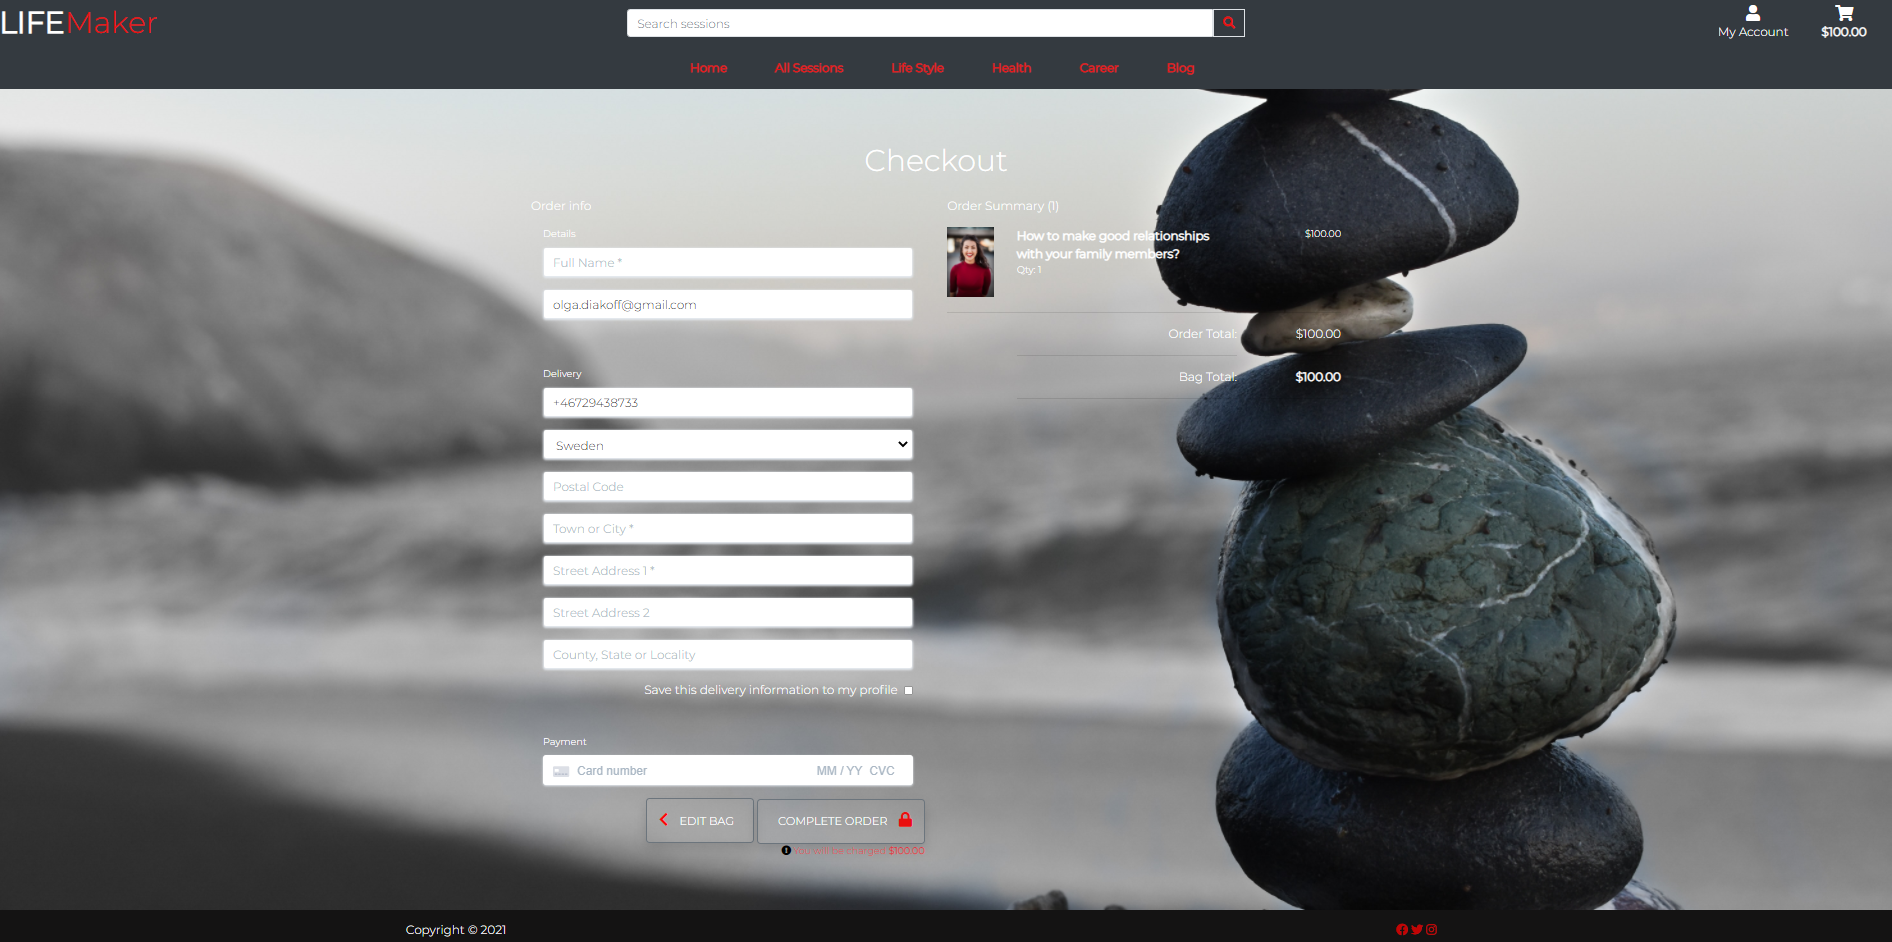 LIFEMaker
Search sessions
My Account
$100.00
Home All Sessions Life Style Health Career Blog
Checkout
Order info
Details
Full Name *
olga.diakoff@gmail.com
Delivery
+46729438733
Sweden
Postal Code
Town or City *
Street Address 1 *
Street Address 2
County, State or Locality
Save this delivery information to my profile
Payment
Card number MM / YY CVC
EDIT BAG
COMPLETE ORDER
You will be charged $100.00
Order Summary (1)
How to make good relationships $100.00
with your family members?
Qty: 1
Order Total: $100.00
Bag Total: $100.00
Copyright © 2021